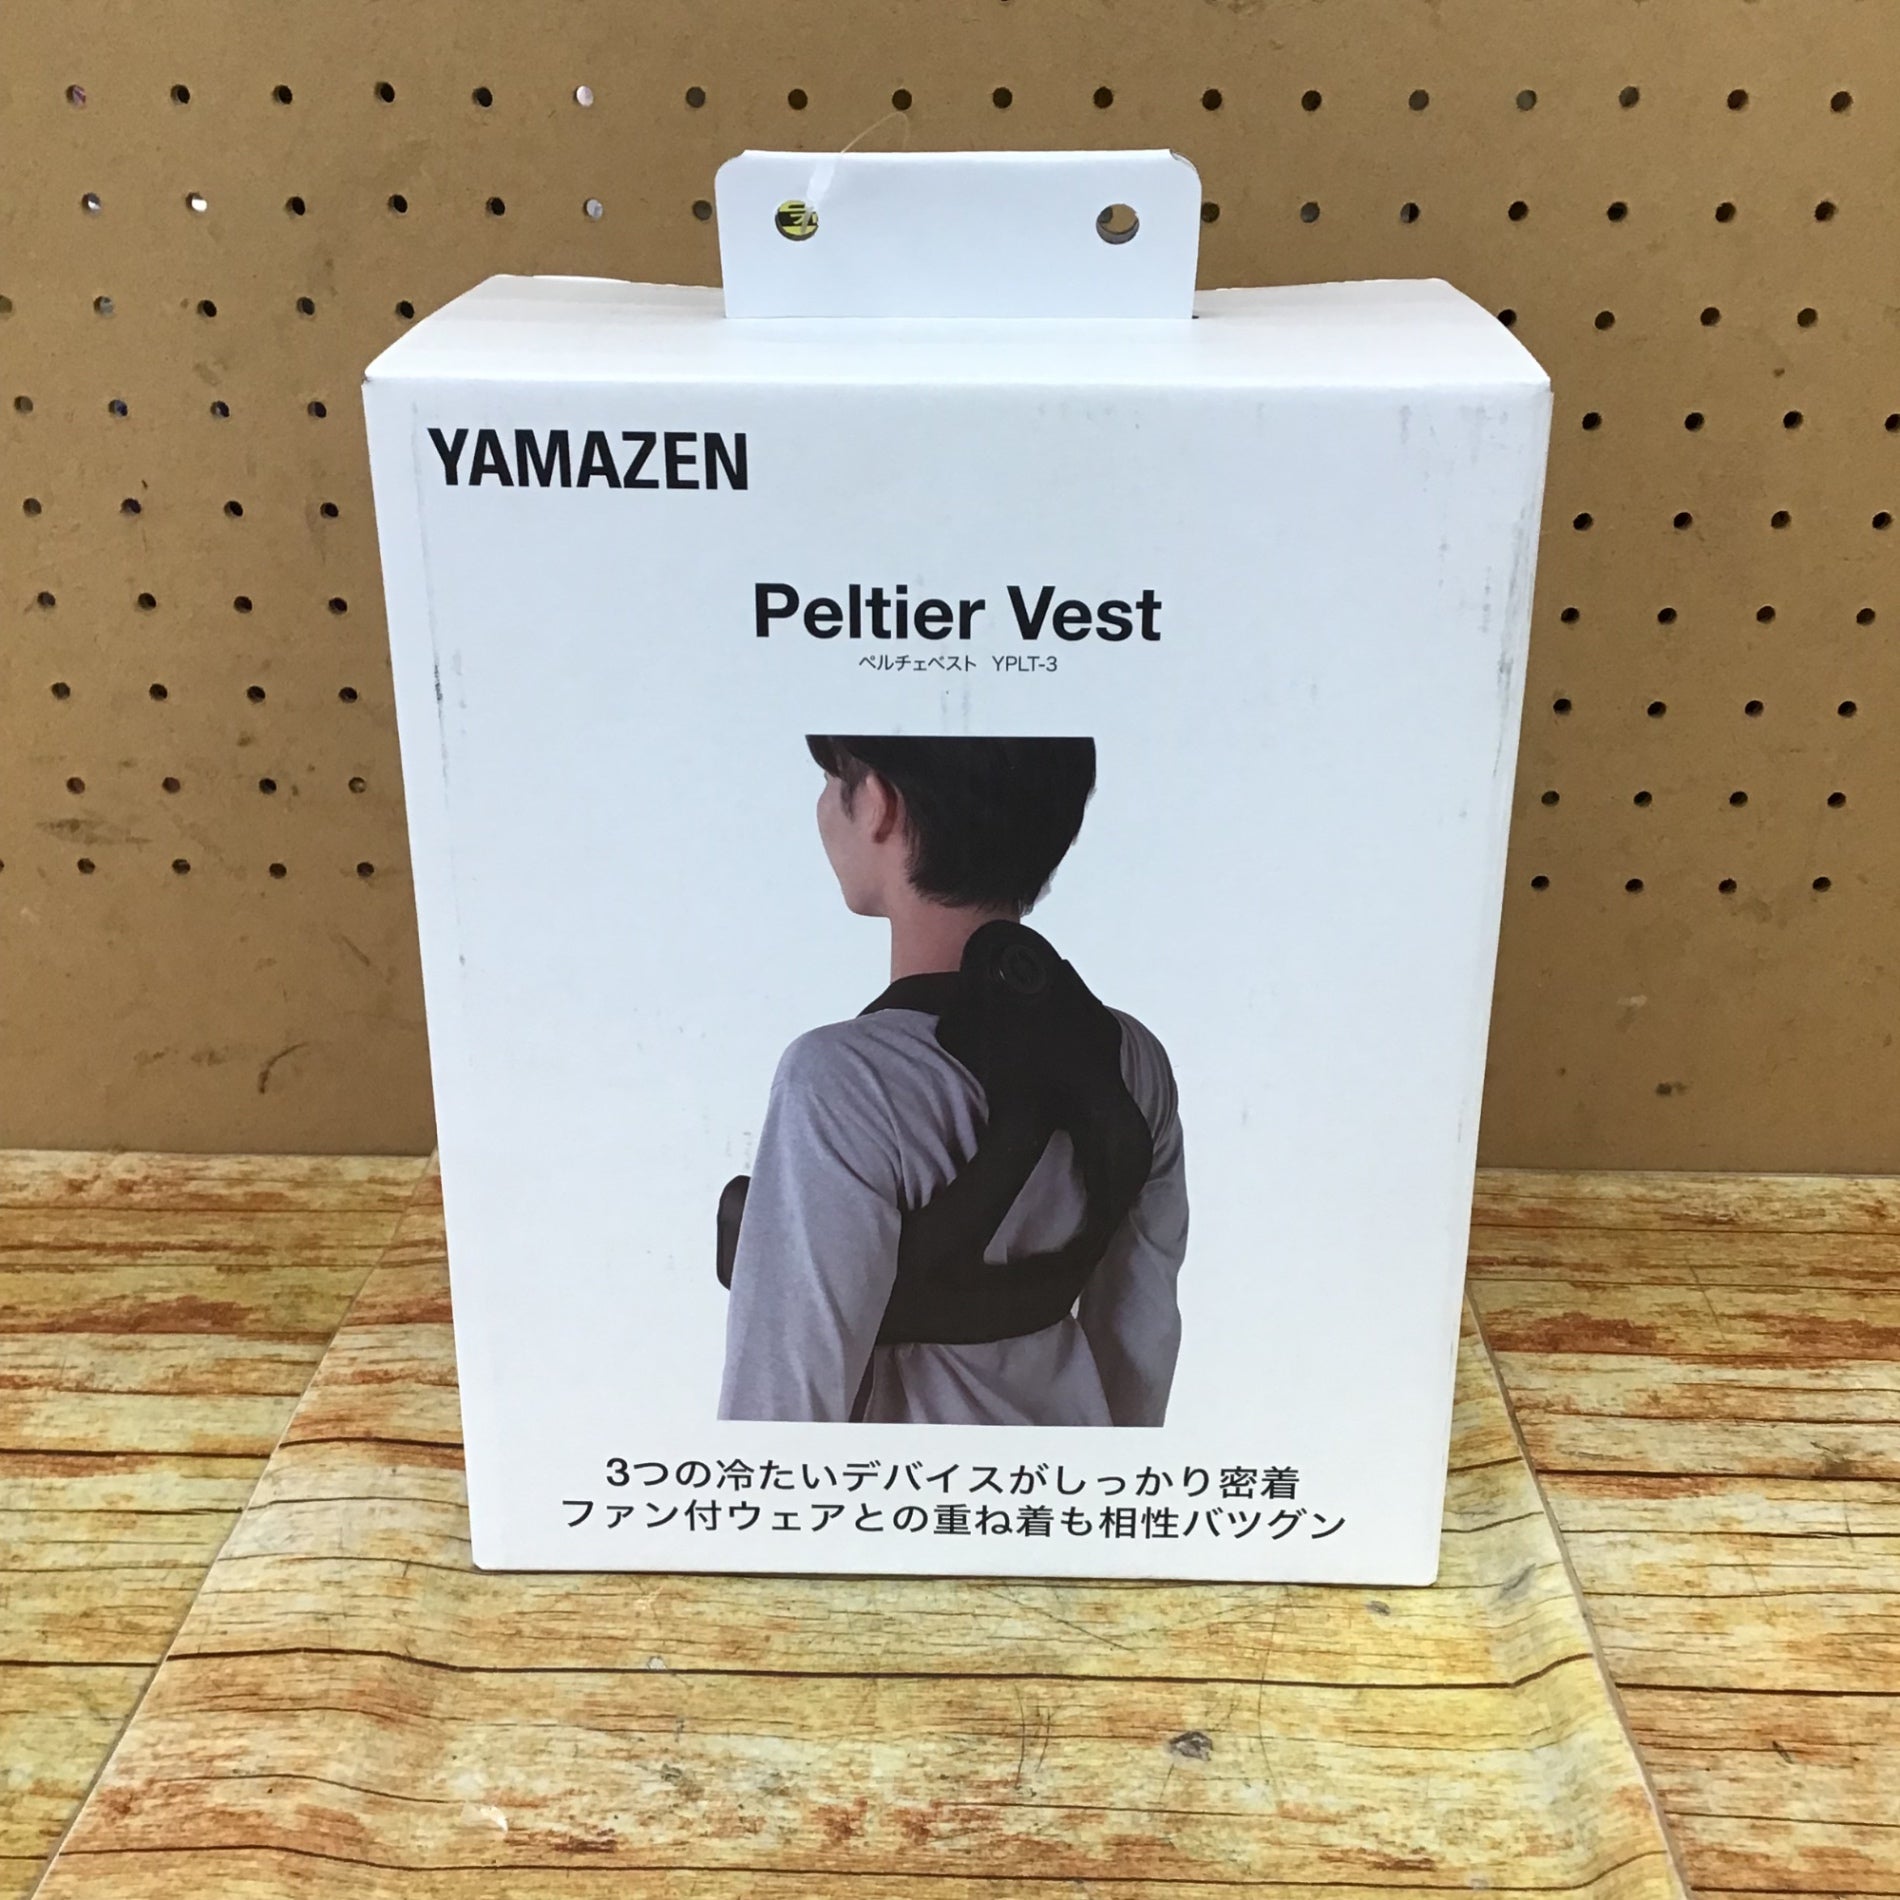 YAMAZEN
Peltier Vest
ペルチェベスト YPLT-3
3つの冷たいデバイスがしっかり密着
ファン付ウェアとの重ね着も相性バツグン